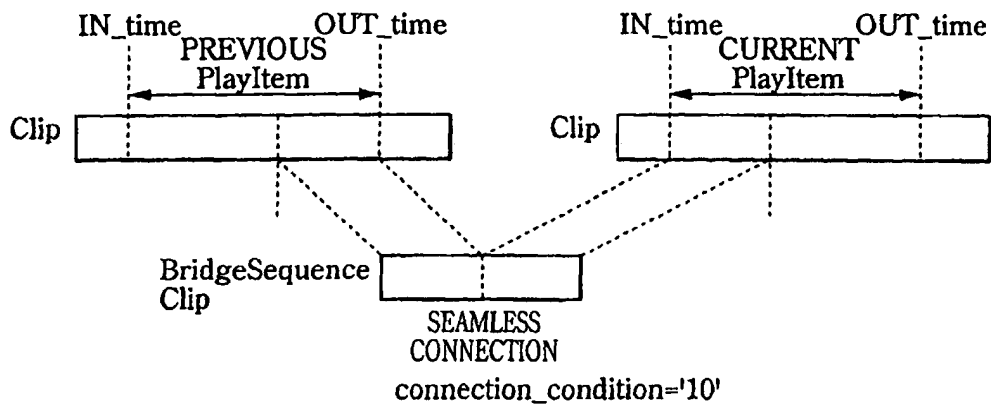 IN_time OUT_time
PREVIOUS
PlayItem
Clip
IN_time OUT_time
CURRENT
PlayItem
Clip
BridgeSequence
Clip
SEAMLESS
CONNECTION
connection_condition='10'